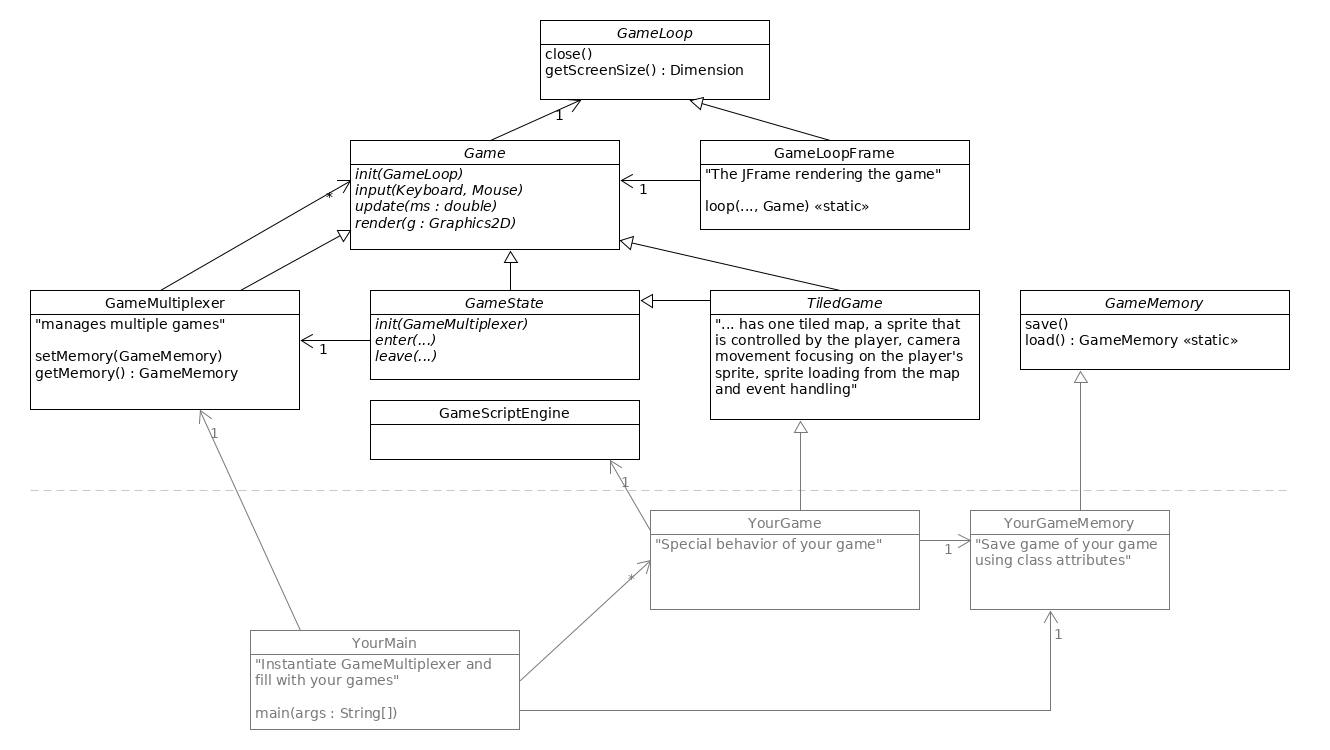 GameLoop
close()
getScreenSize() : Dimension
1
Game
init(GameLoop)
input(Keyboard, Mouse)
update(ms : double)
render(g : Graphics2D)
GameLoopFrame
"The JFrame rendering the game"
loop(..., Game) «static»
1
*
GameMultiplexer
"manages multiple games"
setMemory(GameMemory)
getMemory() : GameMemory
GameState
init(GameMultiplexer)
enter(...)
leave(...)
1
TiledGame
"... has one tiled map, a sprite that
is controlled by the player, camera
movement focusing on the player's
sprite, sprite loading from the map
and event handling"
GameMemory
save()
load() : GameMemory «static»
GameScriptEngine
1
1
YourGame
"Special behavior of your game"
1
YourGameMemory
"Save game of your game
using class attributes"
*
1
YourMain
"Instantiate GameMultiplexer and
fill with your games"
main(args : String[])